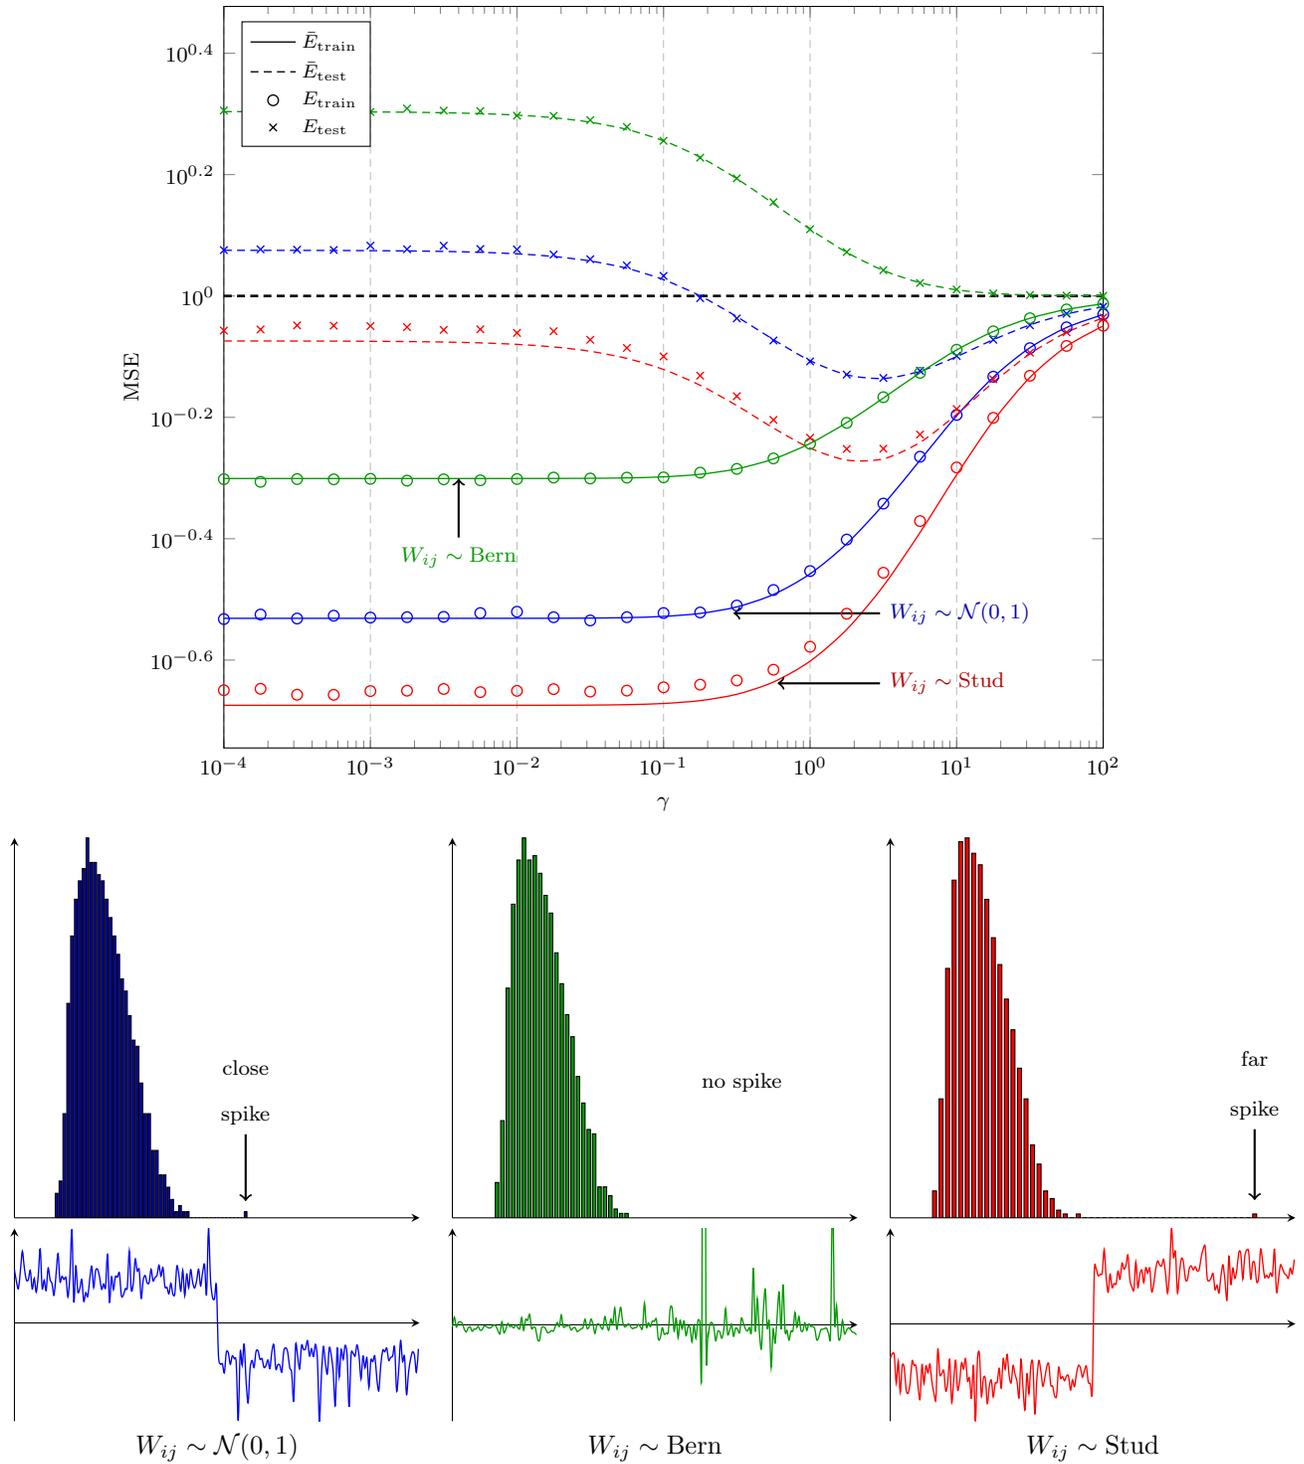 10^0.4
10^0.2
10^0
10^−0.2
10^−0.4
10^−0.6
MSE
Ē_train
Ē_test
E_train
E_test
W_ij ∼ Bern
W_ij ∼ 𝒩(0, 1)
W_ij ∼ Stud
10^−4 10^−3 10^−2 10^−1 10^0 10^1 10^2
γ
close
spike
no spike
far
spike
W_ij ∼ 𝒩(0, 1) W_ij ∼ Bern W_ij ∼ Stud